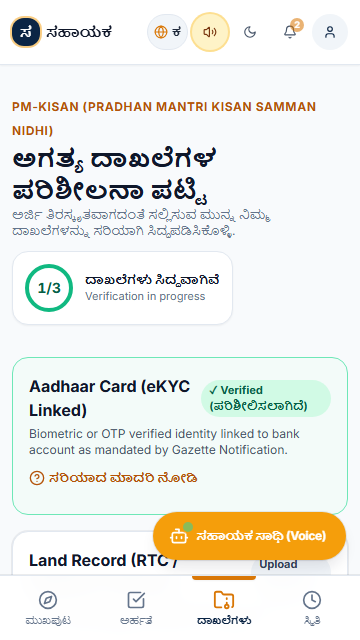 ಸ ಸಹಾಯಕ ಕ 2
PM-KISAN (PRADHAN MANTRI KISAN SAMMAN
NIDHI)
ಅಗತ್ಯ ದಾಖಲೆಗಳ
ಪರಿಶೀಲನಾ ಪಟ್ಟಿ
ಅರ್ಜಿ ತಿರಸ್ಕೃತವಾಗದಂತೆ ಸಲ್ಲಿಸುವ ಮುನ್ನ ನಿಮ್ಮ
ದಾಖಲೆಗಳನ್ನು ಸರಿಯಾಗಿ ಸಿದ್ಧಪಡಿಸಿಕೊಳ್ಳಿ.
1/3
ದಾಖಲೆಗಳು ಸಿದ್ಧವಾಗಿವೆ
Verification in progress
Aadhaar Card (eKYC
Linked)
✓ Verified
(ಪರಿಶೀಲಿಸಲಾಗಿದೆ)
Biometric or OTP verified identity linked to bank
account as mandated by Gazette Notification.
ಸರಿಯಾದ ಮಾದರಿ ನೋಡಿ
ಸಹಾಯಕ ಸಾಥಿ (Voice)
Land Record (RTC /
Upload
ಮುಖಪುಟ
ಅರ್ಹತೆ
ದಾಖಲೆಗಳು
ಸ್ಥಿತಿ